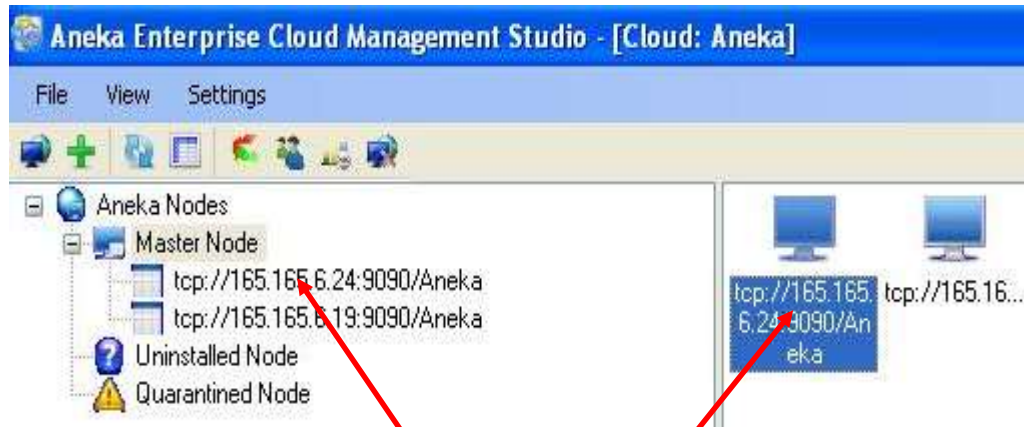 Aneka Enterprise Cloud Management Studio - [Cloud: Aneka]
File View Settings
Aneka Nodes
Master Node
tcp://165.165.6.24:9090/Aneka
tcp://165.165.6.19:9090/Aneka
Uninstalled Node
Quarantined Node
tcp://165.165.
6.24:9090/An
eka
tcp://165.16...